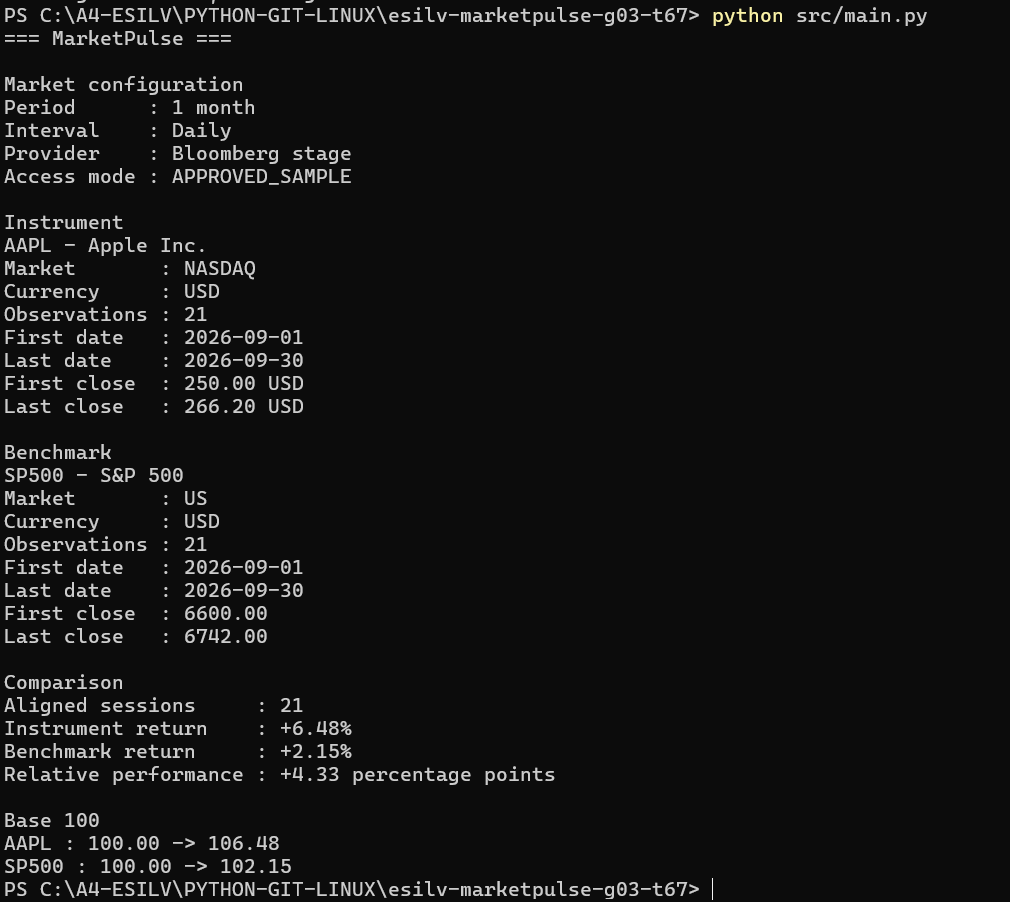 PS C:\A4-ESILV\PYTHON-GIT-LINUX\esilv-marketpulse-g03-t67> python src/main.py
=== MarketPulse ===
Market configuration
Period      : 1 month
Interval    : Daily
Provider    : Bloomberg stage
Access mode : APPROVED_SAMPLE
Instrument
AAPL - Apple Inc.
Market       : NASDAQ
Currency     : USD
Observations : 21
First date   : 2026-09-01
Last date    : 2026-09-30
First close  : 250.00 USD
Last close   : 266.20 USD
Benchmark
SP500 - S&P 500
Market       : US
Currency     : USD
Observations : 21
First date   : 2026-09-01
Last date    : 2026-09-30
First close  : 6600.00
Last close   : 6742.00
Comparison
Aligned sessions     : 21
Instrument return    : +6.48%
Benchmark return     : +2.15%
Relative performance : +4.33 percentage points
Base 100
AAPL : 100.00 -> 106.48
SP500 : 100.00 -> 102.15
PS C:\A4-ESILV\PYTHON-GIT-LINUX\esilv-marketpulse-g03-t67>